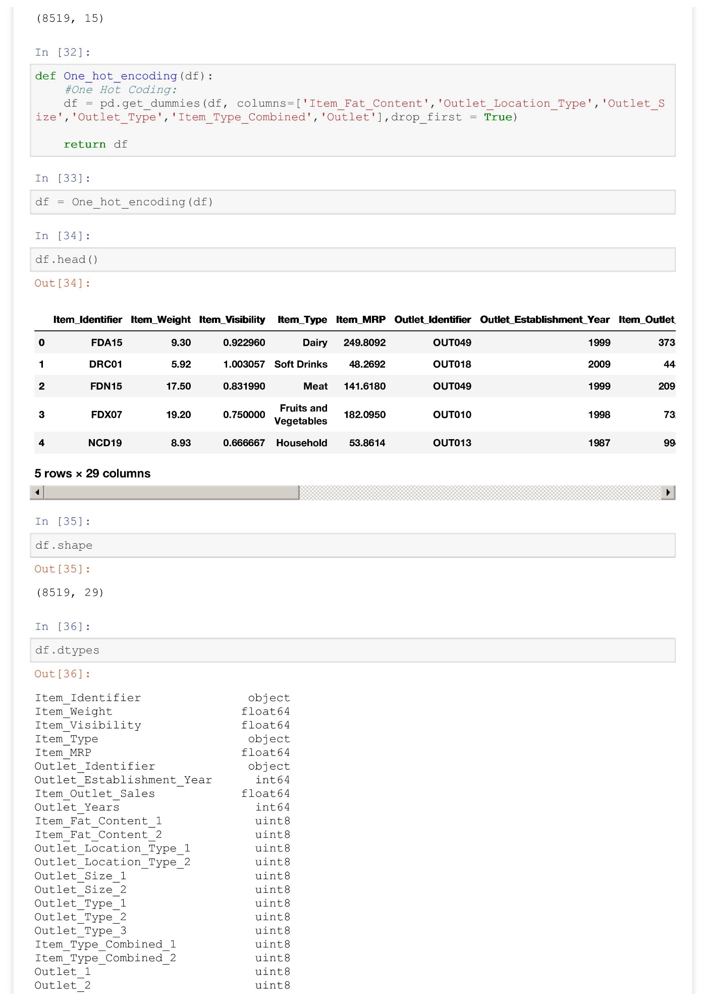 (8519, 15)
In [32]:
def One_hot_encoding(df):
    #One Hot Coding:
    df = pd.get_dummies(df, columns=['Item_Fat_Content','Outlet_Location_Type','Outlet_S
ize','Outlet_Type','Item_Type_Combined','Outlet'],drop_first = True)
    return df
In [33]:
df = One_hot_encoding(df)
In [34]:
df.head()
Out[34]:
Item_Identifier Item_Weight Item_Visibility Item_Type Item_MRP Outlet_Identifier Outlet_Establishment_Year Item_Outlet_
0 FDA15 9.30 0.922960 Dairy 249.8092 OUT049 1999 373
1 DRC01 5.92 1.003057 Soft Drinks 48.2692 OUT018 2009 44
2 FDN15 17.50 0.831990 Meat 141.6180 OUT049 1999 209
3 FDX07 19.20 0.750000 Fruits and Vegetables 182.0950 OUT010 1998 73
4 NCD19 8.93 0.666667 Household 53.8614 OUT013 1987 99
5 rows × 29 columns
In [35]:
df.shape
Out[35]:
(8519, 29)
In [36]:
df.dtypes
Out[36]:
Item_Identifier object
Item_Weight float64
Item_Visibility float64
Item_Type object
Item_MRP float64
Outlet_Identifier object
Outlet_Establishment_Year int64
Item_Outlet_Sales float64
Outlet_Years int64
Item_Fat_Content_1 uint8
Item_Fat_Content_2 uint8
Outlet_Location_Type_1 uint8
Outlet_Location_Type_2 uint8
Outlet_Size_1 uint8
Outlet_Size_2 uint8
Outlet_Type_1 uint8
Outlet_Type_2 uint8
Outlet_Type_3 uint8
Item_Type_Combined_1 uint8
Item_Type_Combined_2 uint8
Outlet_1 uint8
Outlet_2 uint8